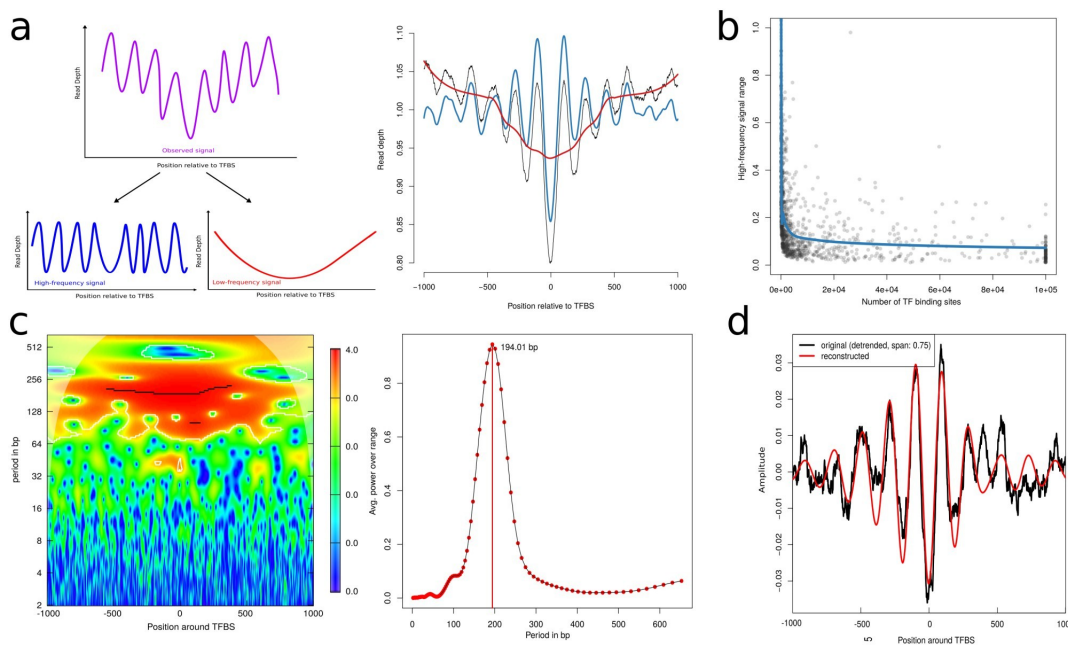 a
Read Depth
Observed signal
Position relative to TFBS
Read Depth
High-frequency signal
Position relative to TFBS
Read Depth
Low-frequency signal
Position relative to TFBS
Read depth
1.10
1.05
1.00
0.95
0.90
0.85
0.80
-1000 -500 0 500 1000
Position relative to TFBS
b
High-frequency signal range
1.0
0.8
0.6
0.4
0.2
0.0
0e+00 2e+04 4e+04 6e+04 8e+04 1e+05
Number of TF binding sites
c
period in bp
512
256
128
64
32
16
8
4
2
-1000 -500 0 500 1000
Position around TFBS
4.0
0.0
0.0
0.0
0.0
0.0
Avg. power over range
0.8
0.6
0.4
0.2
0.0
194.01 bp
0 100 200 300 400 500 600
Period in bp
d
original (detrended, span: 0.75)
reconstructed
Amplitude
0.03
0.02
0.01
0.00
-0.01
-0.02
-0.03
-1000 -500 0 500 1000
5
Position around TFBS